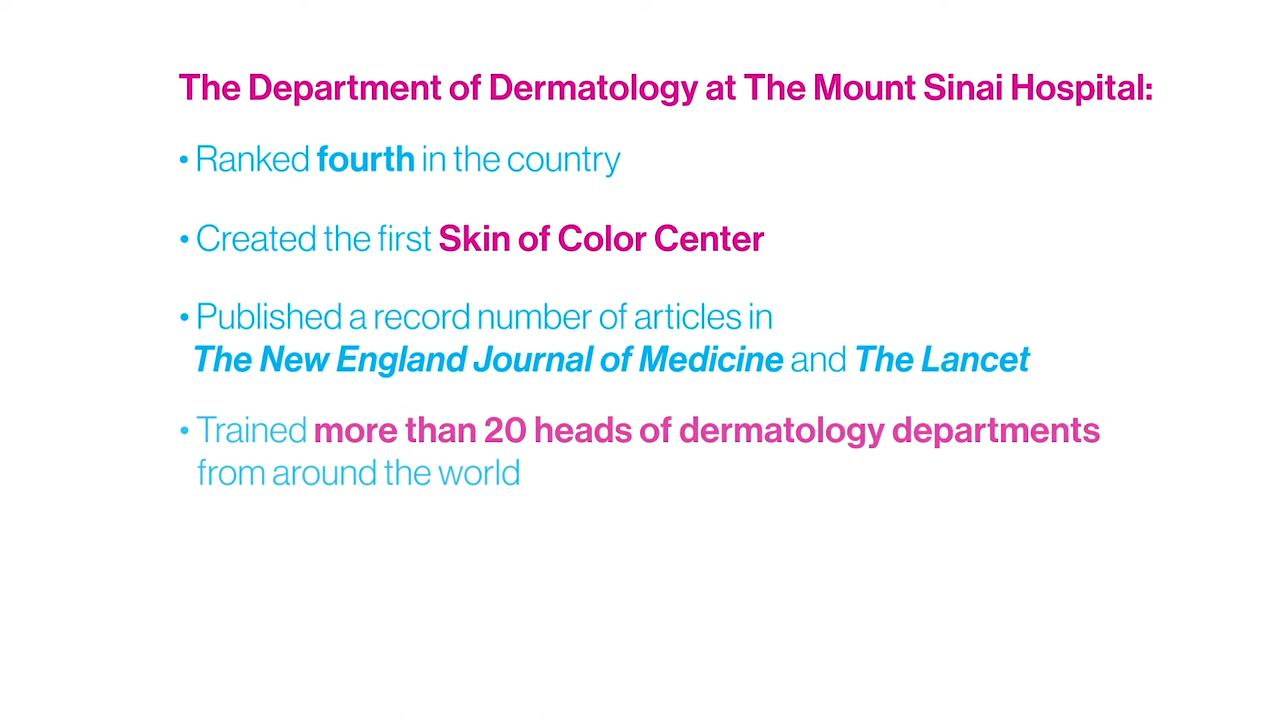 The Department of Dermatology at The Mount Sinai Hospital:
• Ranked fourth in the country
• Created the first Skin of Color Center
• Published a record number of articles in
The New England Journal of Medicine and The Lancet
• Trained more than 20 heads of dermatology departments
from around the world